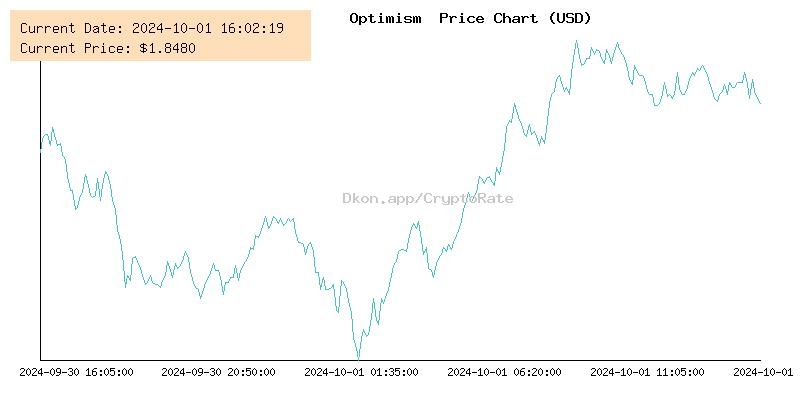 Optimism  Price Chart (USD)
Current Date: 2024-10-01 16:02:19
Current Price: $1.8480
Dkon.app/CryptoRate
2024-09-30 16:05:00 2024-09-30 20:50:00 2024-10-01 01:35:00 2024-10-01 06:20:00 2024-10-01 11:05:00 2024-10-01